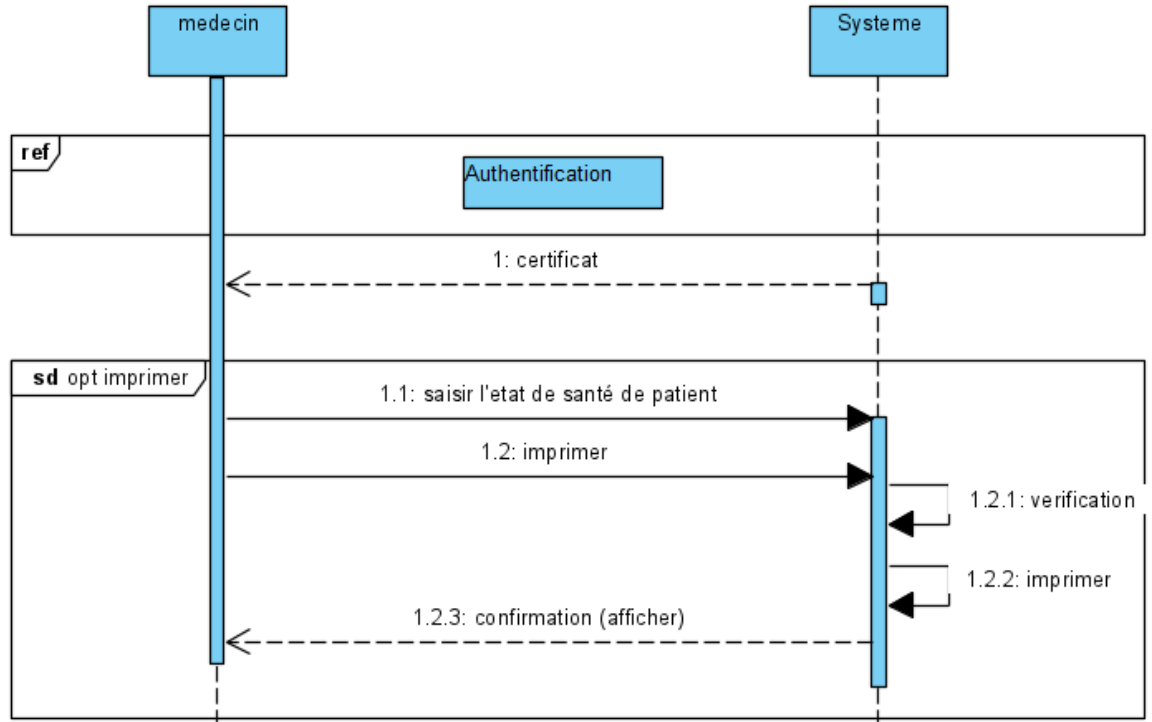 medecin
Systeme
ref
Authentification
1: certificat
sd opt imprimer
1.1: saisir l'etat de santé de patient
1.2: imprimer
1.2.1: verification
1.2.2: imprimer
1.2.3: confirmation (afficher)